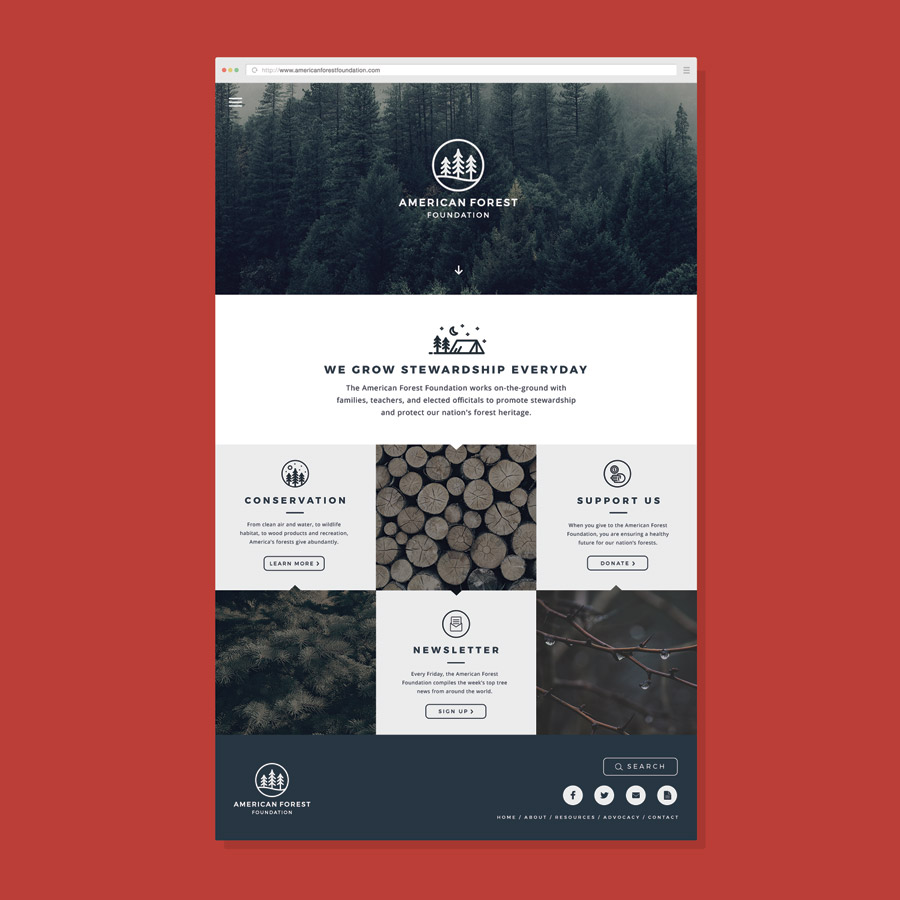 http://www.americanforestfoundation.com
AMERICAN FOREST
FOUNDATION
WE GROW STEWARDSHIP EVERYDAY
The American Forest Foundation works on-the-ground with
families, teachers, and elected officitals to promote stewardship
and protect our nation's forest heritage.
CONSERVATION
From clean air and water, to wildlife
habitat, to wood products and recreation,
America's forests give abundantly.
LEARN MORE >
SUPPORT US
When you give to the American Forest
Foundation, you are ensuring a healthy
future for our nation's forests.
DONATE >
NEWSLETTER
Every Friday, the American Forest
Foundation compiles the week's top tree
news from around the world.
SIGN UP >
AMERICAN FOREST
FOUNDATION
SEARCH
HOME / ABOUT / RESOURCES / ADVOCACY / CONTACT